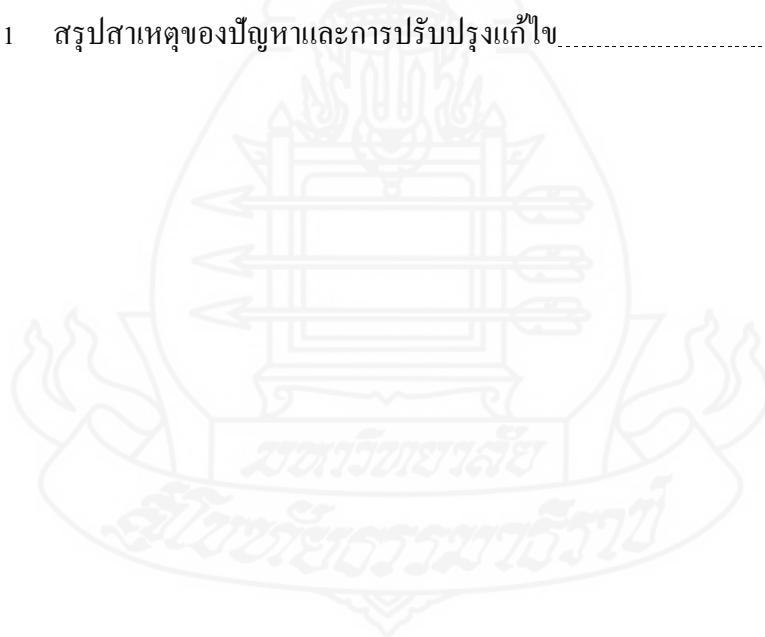 1 สรุปสาเหตุของปัญหาและการปรับปรุงแก้ไข
มหาวิทยาลัย
สุโขทัยธรรมาธิราช